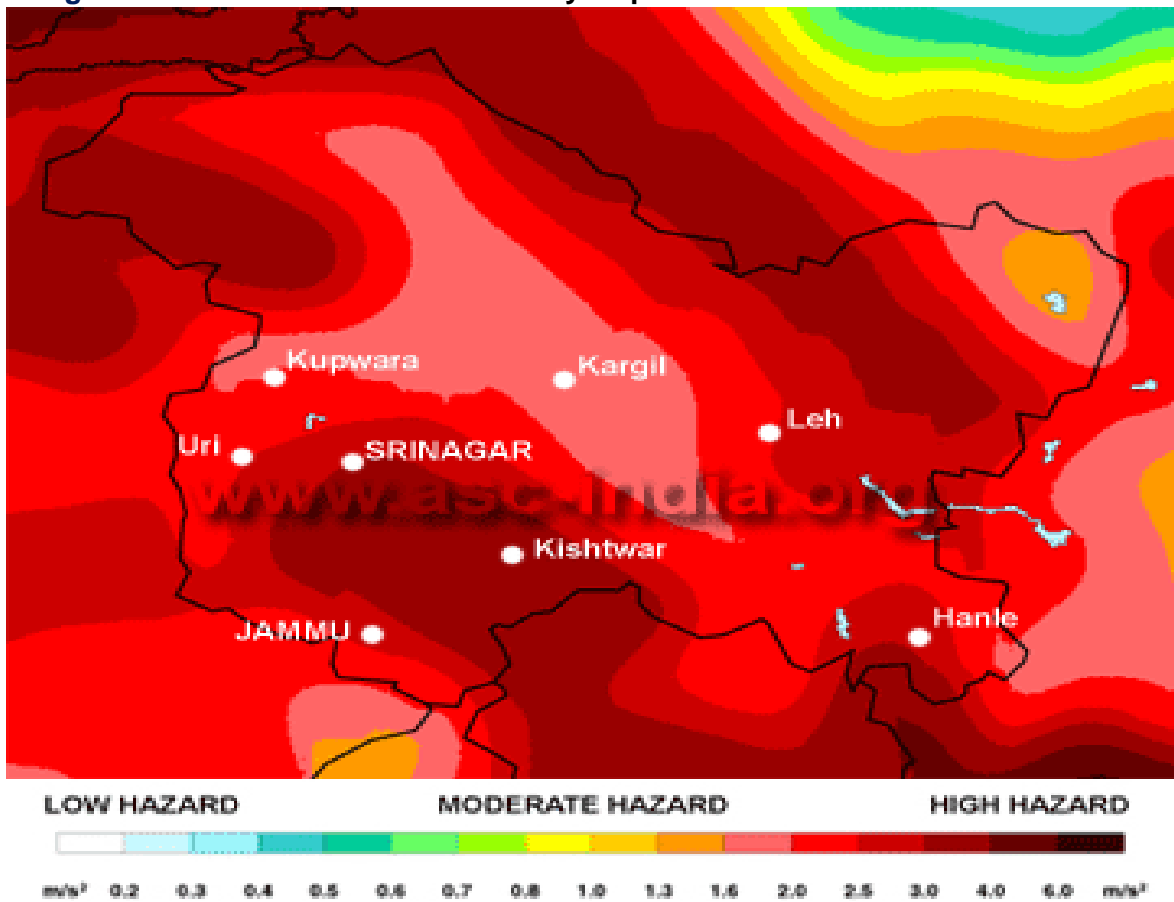 Kupwara
Kargil
Leh
Uri
SRINAGAR
www.asc-india.org
Kishtwar
Hanle
JAMMU
LOW HAZARD MODERATE HAZARD HIGH HAZARD
m/s² 0.2 0.3 0.4 0.5 0.6 0.7 0.8 1.0 1.3 1.6 2.0 2.5 3.0 4.0 6.0 m/s²